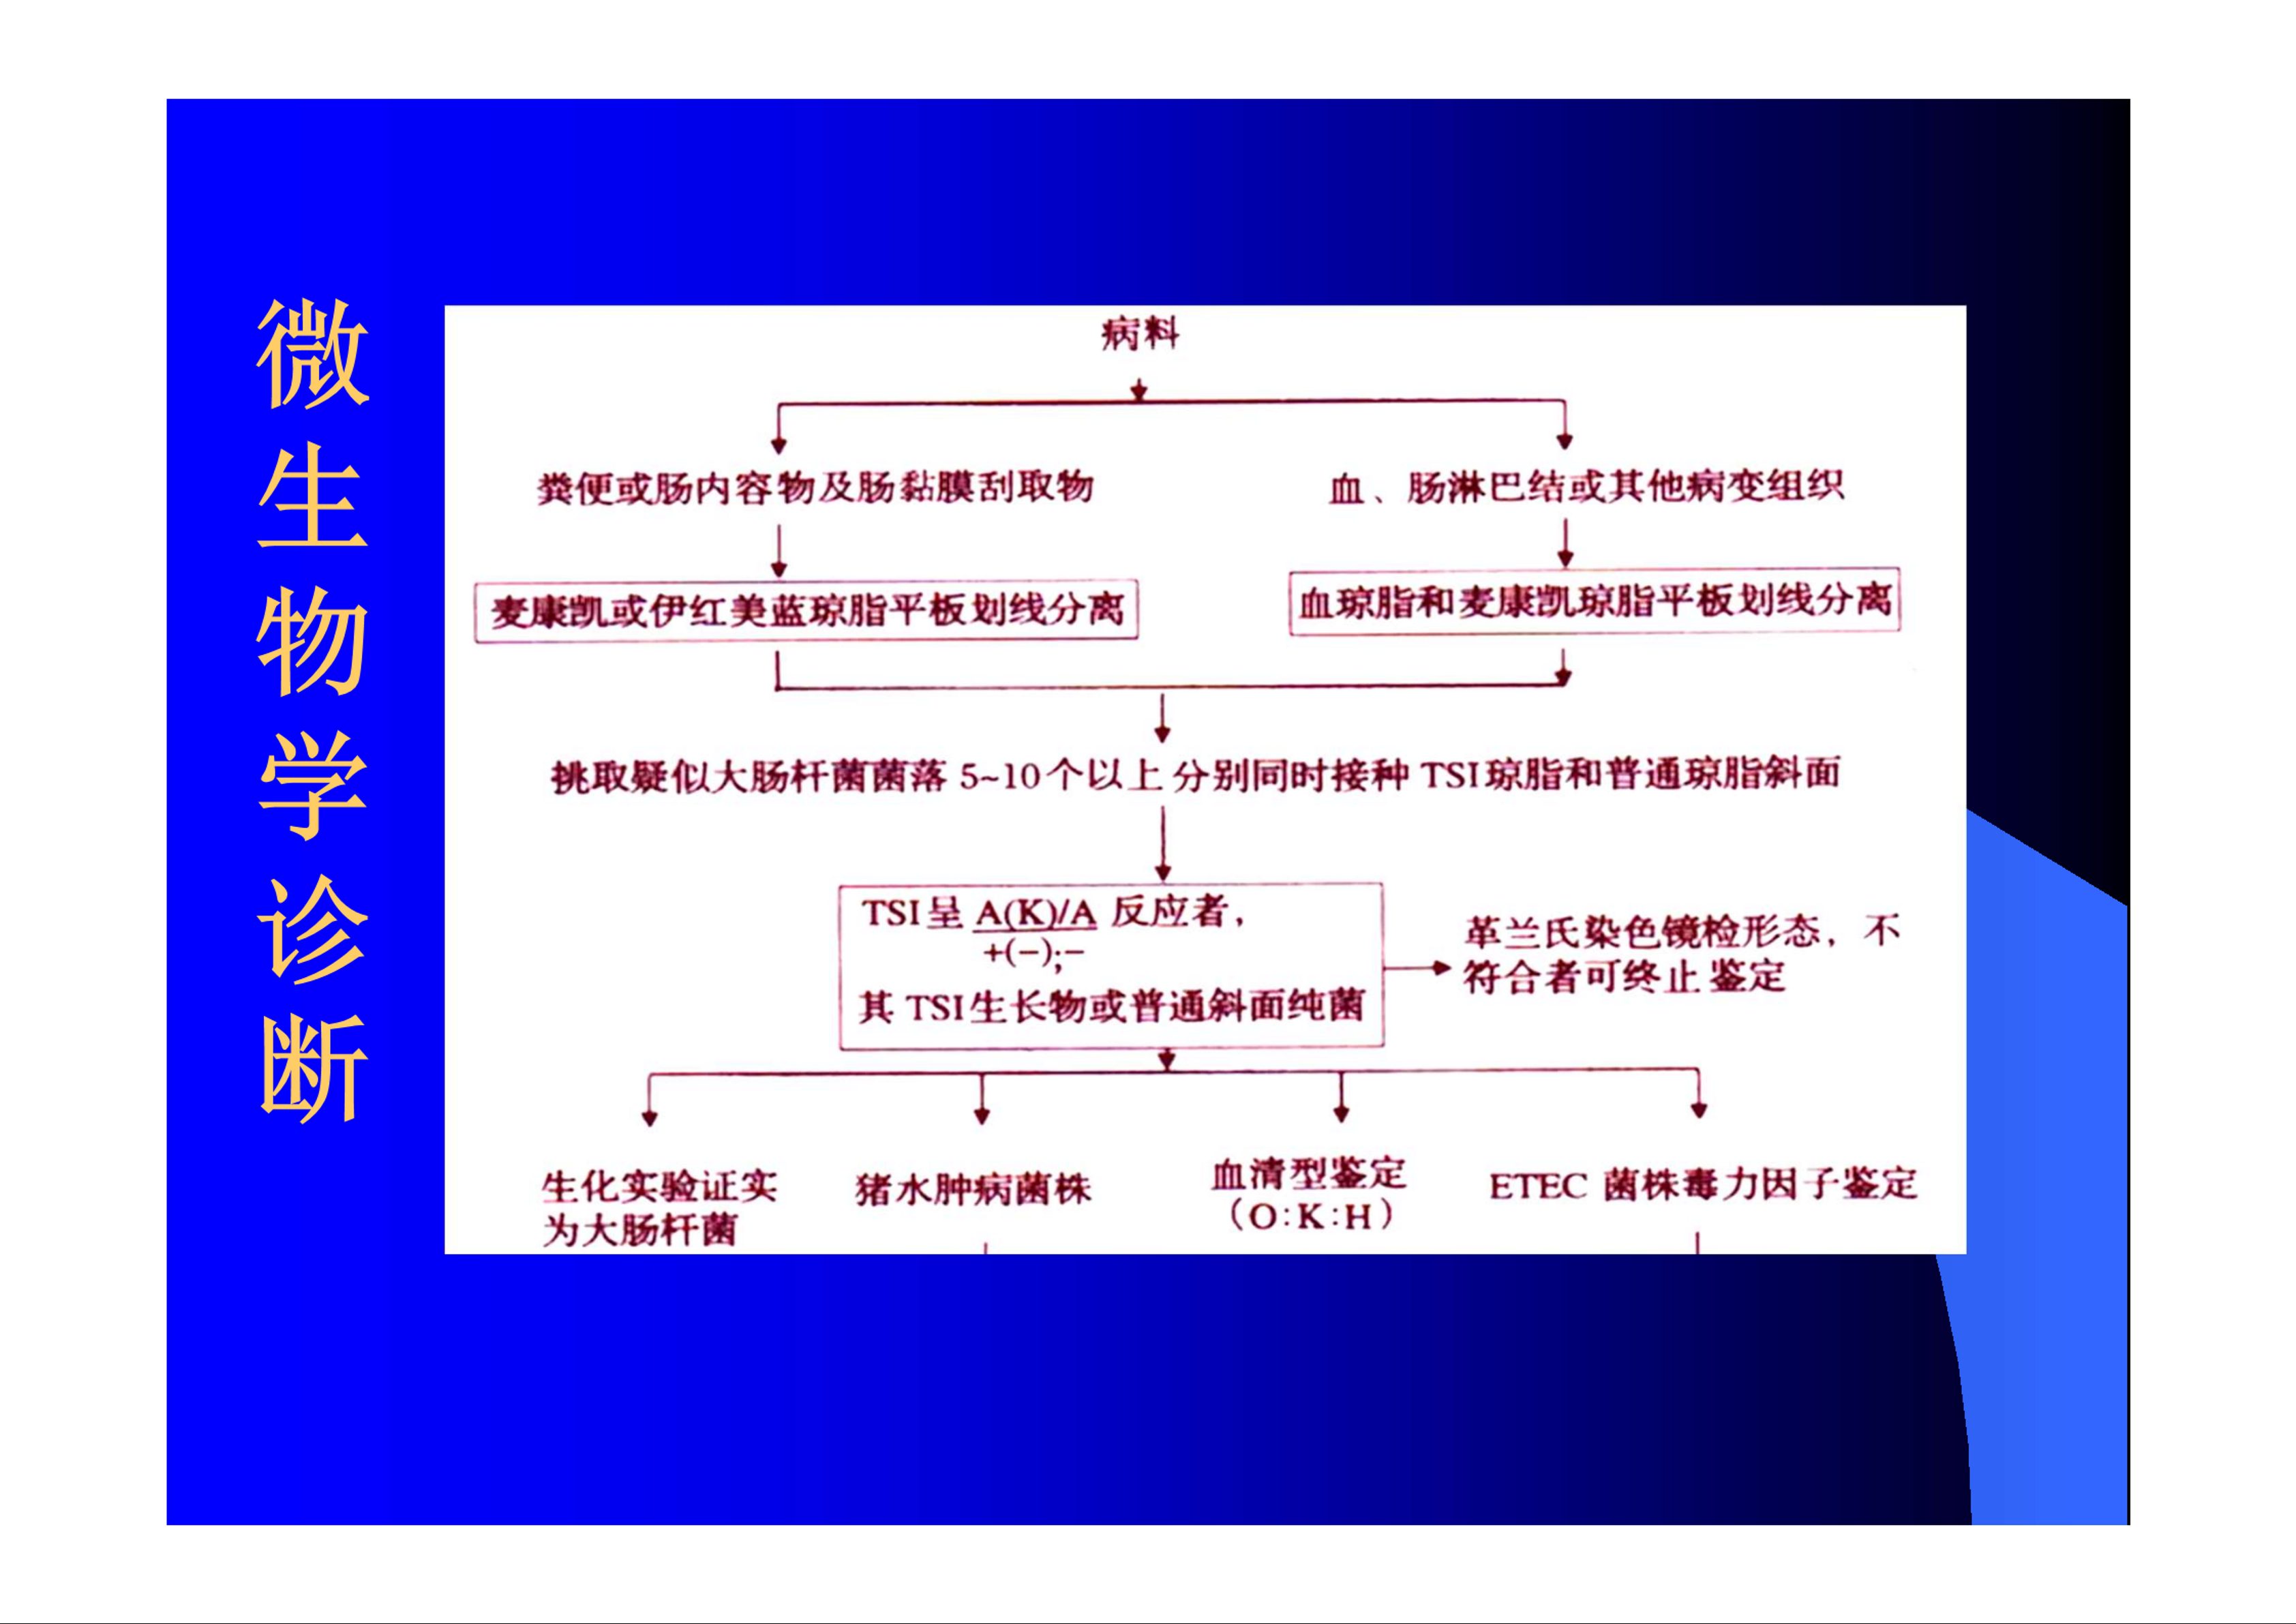 微生物学诊断
病料
粪便或肠内容物及肠黏膜刮取物
血、肠淋巴结或其他病变组织
麦康凯或伊红美蓝琼脂平板划线分离
血琼脂和麦康凯琼脂平板划线分离
挑取疑似大肠杆菌菌落 5~10个以上 分别同时接种 TSI琼脂和普通琼脂斜面
TSI呈 A(K)/A 反应者,
+(−);−
其 TSI生长物或普通斜面纯菌
革兰氏染色镜检形态, 不
符合者可终止鉴定
生化实验证实
为大肠杆菌
猪水肿病菌株
血清型鉴定
(O:K:H)
ETEC 菌株毒力因子鉴定